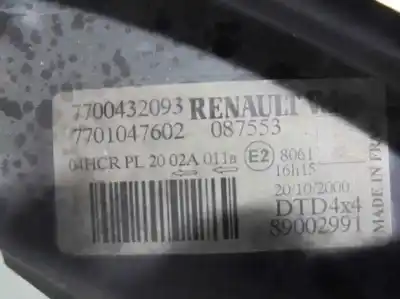 7700432093 RENAULT
7701047602 087553
04HCR PL 20 02A 011a E2 8061
16h15
20/10/2000
DTD4x4
89002991
MADE IN FR